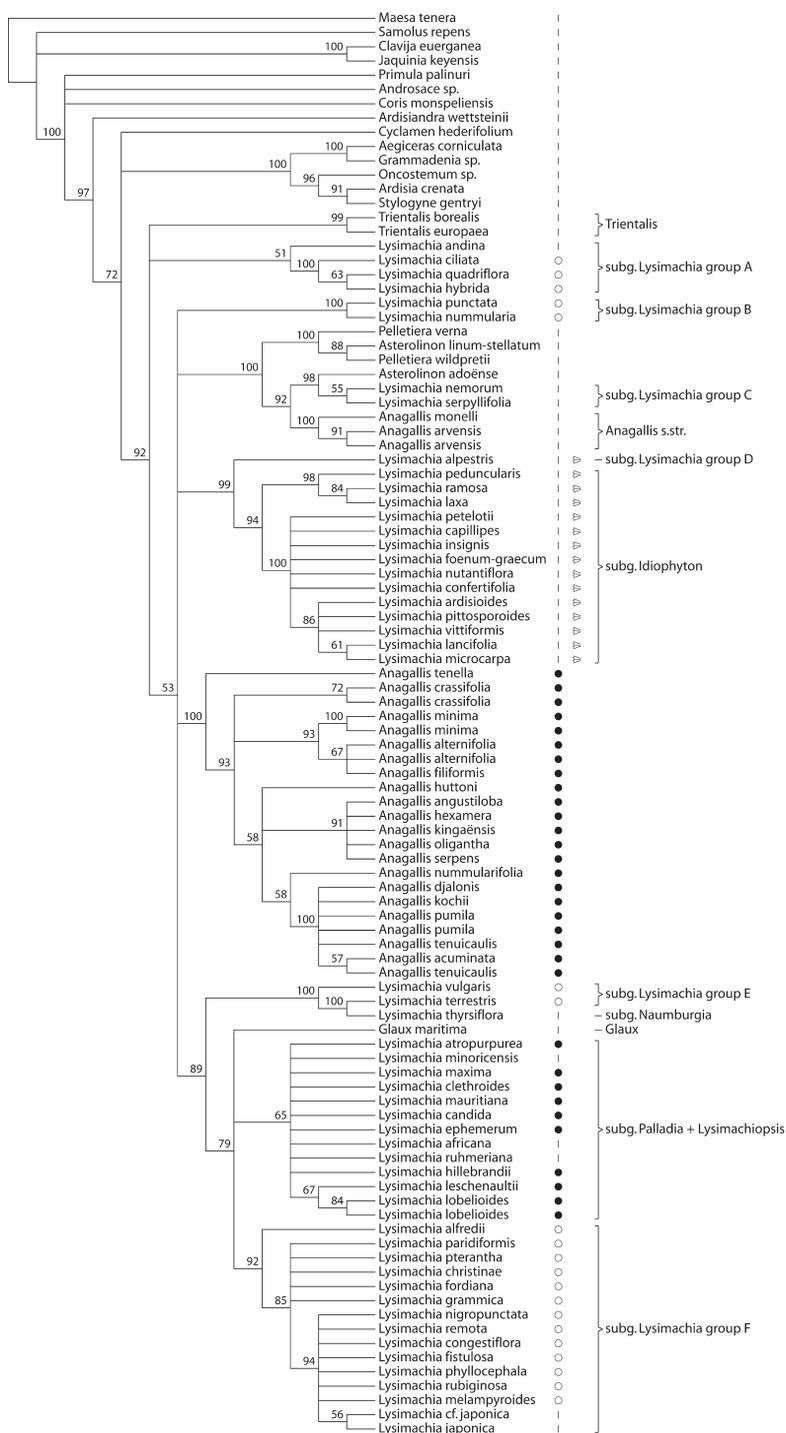 Maesa tenera
Samolus repens
100 Clavija euerganea
Jaquinia keyensis
Primula palinuri
Androsace sp.
Coris monspeliensis
100
Ardisiandra wettsteinii
Cyclamen hederifolium
100 Aegiceras corniculata
100 Grammadenia sp.
96 Oncostemum sp.
91 Ardisia crenata
97
Stylogyne gentryi
99 Trientalis borealis
Trientalis
Trientalis europaea
51 Lysimachia andina
100 Lysimachia ciliata
subg. Lysimachia group A
72 63 Lysimachia quadriflora
Lysimachia hybrida
100 Lysimachia punctata
subg. Lysimachia group B
Lysimachia nummularia
100 Pelletiera verna
88 Asterolinon linum-stellatum
100 Pelletiera wildpretii
98 Asterolinon adoënse
55 Lysimachia nemorum
subg. Lysimachia group C
92 Lysimachia serpyllifolia
100 Anagallis monelli
91 Anagallis arvensis
Anagallis s.str.
Anagallis arvensis
92 Lysimachia alpestris
subg. Lysimachia group D
99 98 Lysimachia peduncularis
84 Lysimachia ramosa
Lysimachia laxa
94 Lysimachia petelotii
Lysimachia capillipes
Lysimachia insignis
100 Lysimachia foenum-graecum
subg. Idiophyton
Lysimachia nutantiflora
Lysimachia confertifolia
Lysimachia ardisioides
86 Lysimachia pittosporoides
Lysimachia vittiformis
61 Lysimachia lancifolia
Lysimachia microcarpa
Anagallis tenella
53 72 Anagallis crassifolia
Anagallis crassifolia
100 100 Anagallis minima
93 Anagallis minima
Anagallis alternifolia
67 Anagallis alternifolia
93 Anagallis filiformis
Anagallis huttoni
Anagallis angustiloba
Anagallis hexamera
91 Anagallis kingaënsis
58 Anagallis oligantha
Anagallis serpens
Anagallis nummularifolia
58 Anagallis djalonis
Anagallis kochii
100 Anagallis pumila
Anagallis pumila
Anagallis tenuicaulis
57 Anagallis acuminata
Anagallis tenuicaulis
100 Lysimachia vulgaris
subg. Lysimachia group E
100 Lysimachia terrestris
Lysimachia thyrsiflora
subg. Naumburgia
Glaux maritima
Glaux
Lysimachia atropurpurea
Lysimachia minoricensis
89 Lysimachia maxima
Lysimachia clethroides
Lysimachia mauritiana
65 Lysimachia candida
Lysimachia ephemerum
subg. Palladia + Lysimachiopsis
79 Lysimachia africana
Lysimachia ruhmeriana
Lysimachia hillebrandii
67 Lysimachia leschenaultii
84 Lysimachia lobelioides
Lysimachia lobelioides
Lysimachia alfredii
Lysimachia paridiformis
92 Lysimachia pterantha
Lysimachia christinae
Lysimachia fordiana
85 Lysimachia grammica
Lysimachia nigropunctata
Lysimachia remota
subg. Lysimachia group F
Lysimachia congestiflora
94 Lysimachia fistulosa
Lysimachia phyllocephala
Lysimachia rubiginosa
Lysimachia melampyroides
56 Lysimachia cf. japonica
Lysimachia japonica